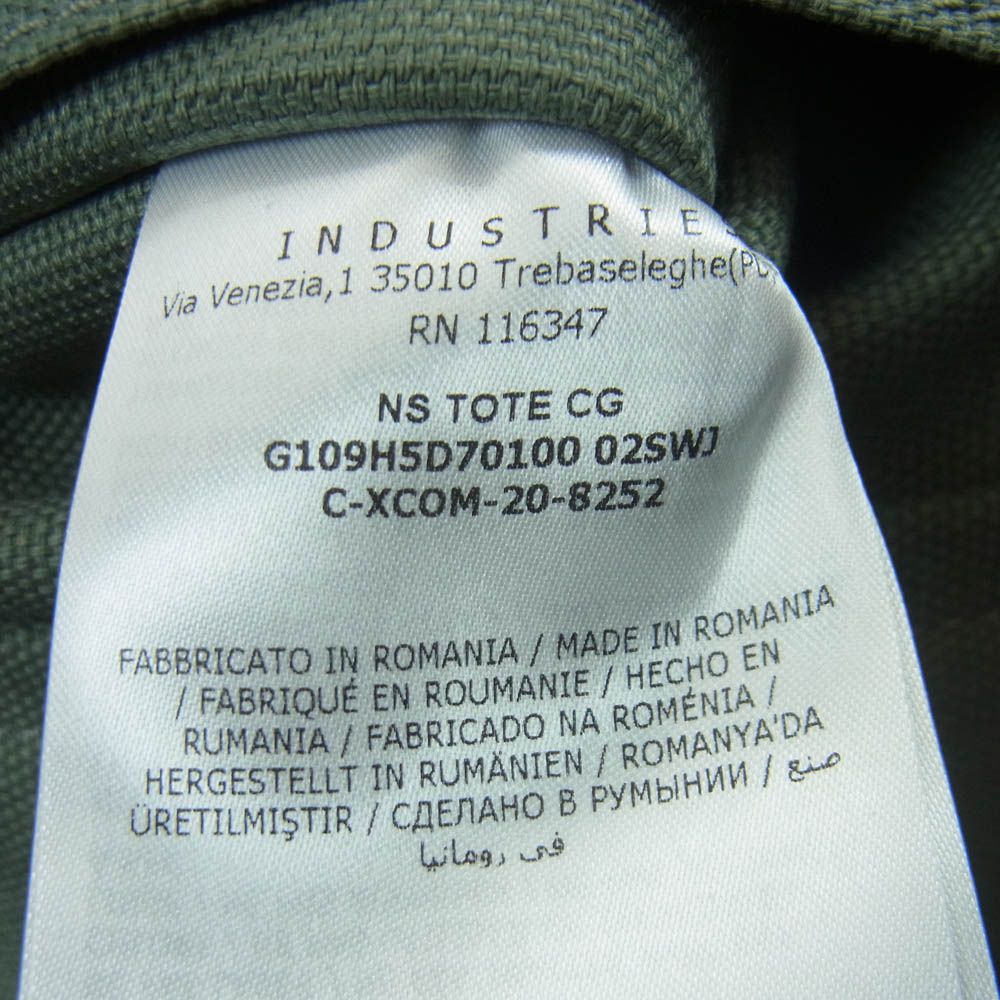 INDUSTRIES
Via Venezia,1 35010 Trebaseleghe(PD)
RN 116347
NS TOTE CG
G109H5D70100 02SWJ
C-XCOM-20-8252
FABBRICATO IN ROMANIA / MADE IN ROMANIA
/ FABRIQUÉ EN ROUMANIE / HECHO EN
RUMANIA / FABRICADO NA ROMÉNIA /
HERGESTELLT IN RUMÄNIEN / ROMANYA'DA
ÜRETILMIŞTIR / СДЕЛАНО В РУМЫНИИ / صنع
في رومانيا